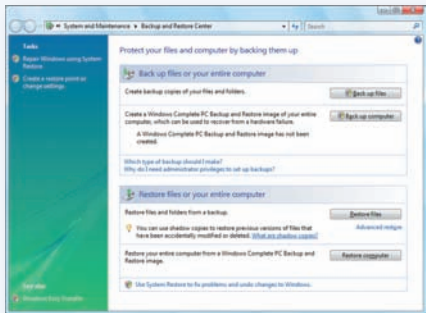 System and Maintenance ▸ Backup and Restore Center
Search
Tasks
Repair Windows using System
Restore
Create a restore point or
change settings
See also
Windows Easy Transfer
Protect your files and computer by backing them up
Back up files or your entire computer
Create backup copies of your files and folders.
Back up files
Create a Windows Complete PC Backup and Restore image of your entire
computer, which can be used to recover from a hardware failure.
Back up computer
A Windows Complete PC Backup and Restore image has not been
created.
Which type of backup should I make?
Why do I need administrator privileges to set up backups?
Restore files or your entire computer
Restore files and folders from a backup.
Restore files
You can use shadow copies to restore previous versions of files that
have been accidentally modified or deleted. What are shadow copies?
Advanced restore
Restore your entire computer from a Windows Complete PC Backup and
Restore image.
Restore computer
Use System Restore to fix problems and undo changes to Windows.